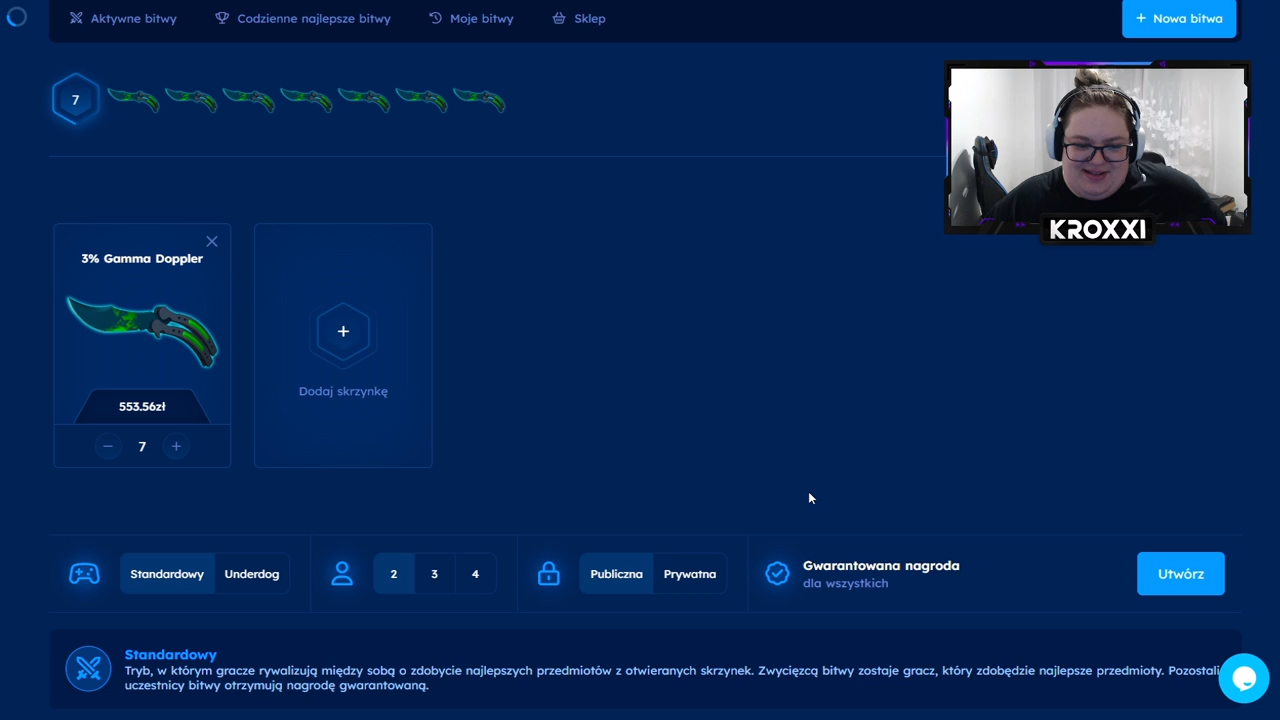 Aktywne bitwy
Codzienne najlepsze bitwy
Moje bitwy
Sklep
+ Nowa bitwa
7
KROXXI
3% Gamma Doppler
553.56zł
7
Dodaj skrzynkę
Standardowy
Underdog
2
3
4
Publiczna
Prywatna
Gwarantowana nagroda
dla wszystkich
Utwórz
Standardowy
Tryb, w którym gracze rywalizują między sobą o zdobycie najlepszych przedmiotów z otwieranych skrzynek. Zwycięzcą bitwy zostaje gracz, który zdobędzie najlepsze przedmioty. Pozostali
uczestnicy bitwy otrzymują nagrodę gwarantowaną.